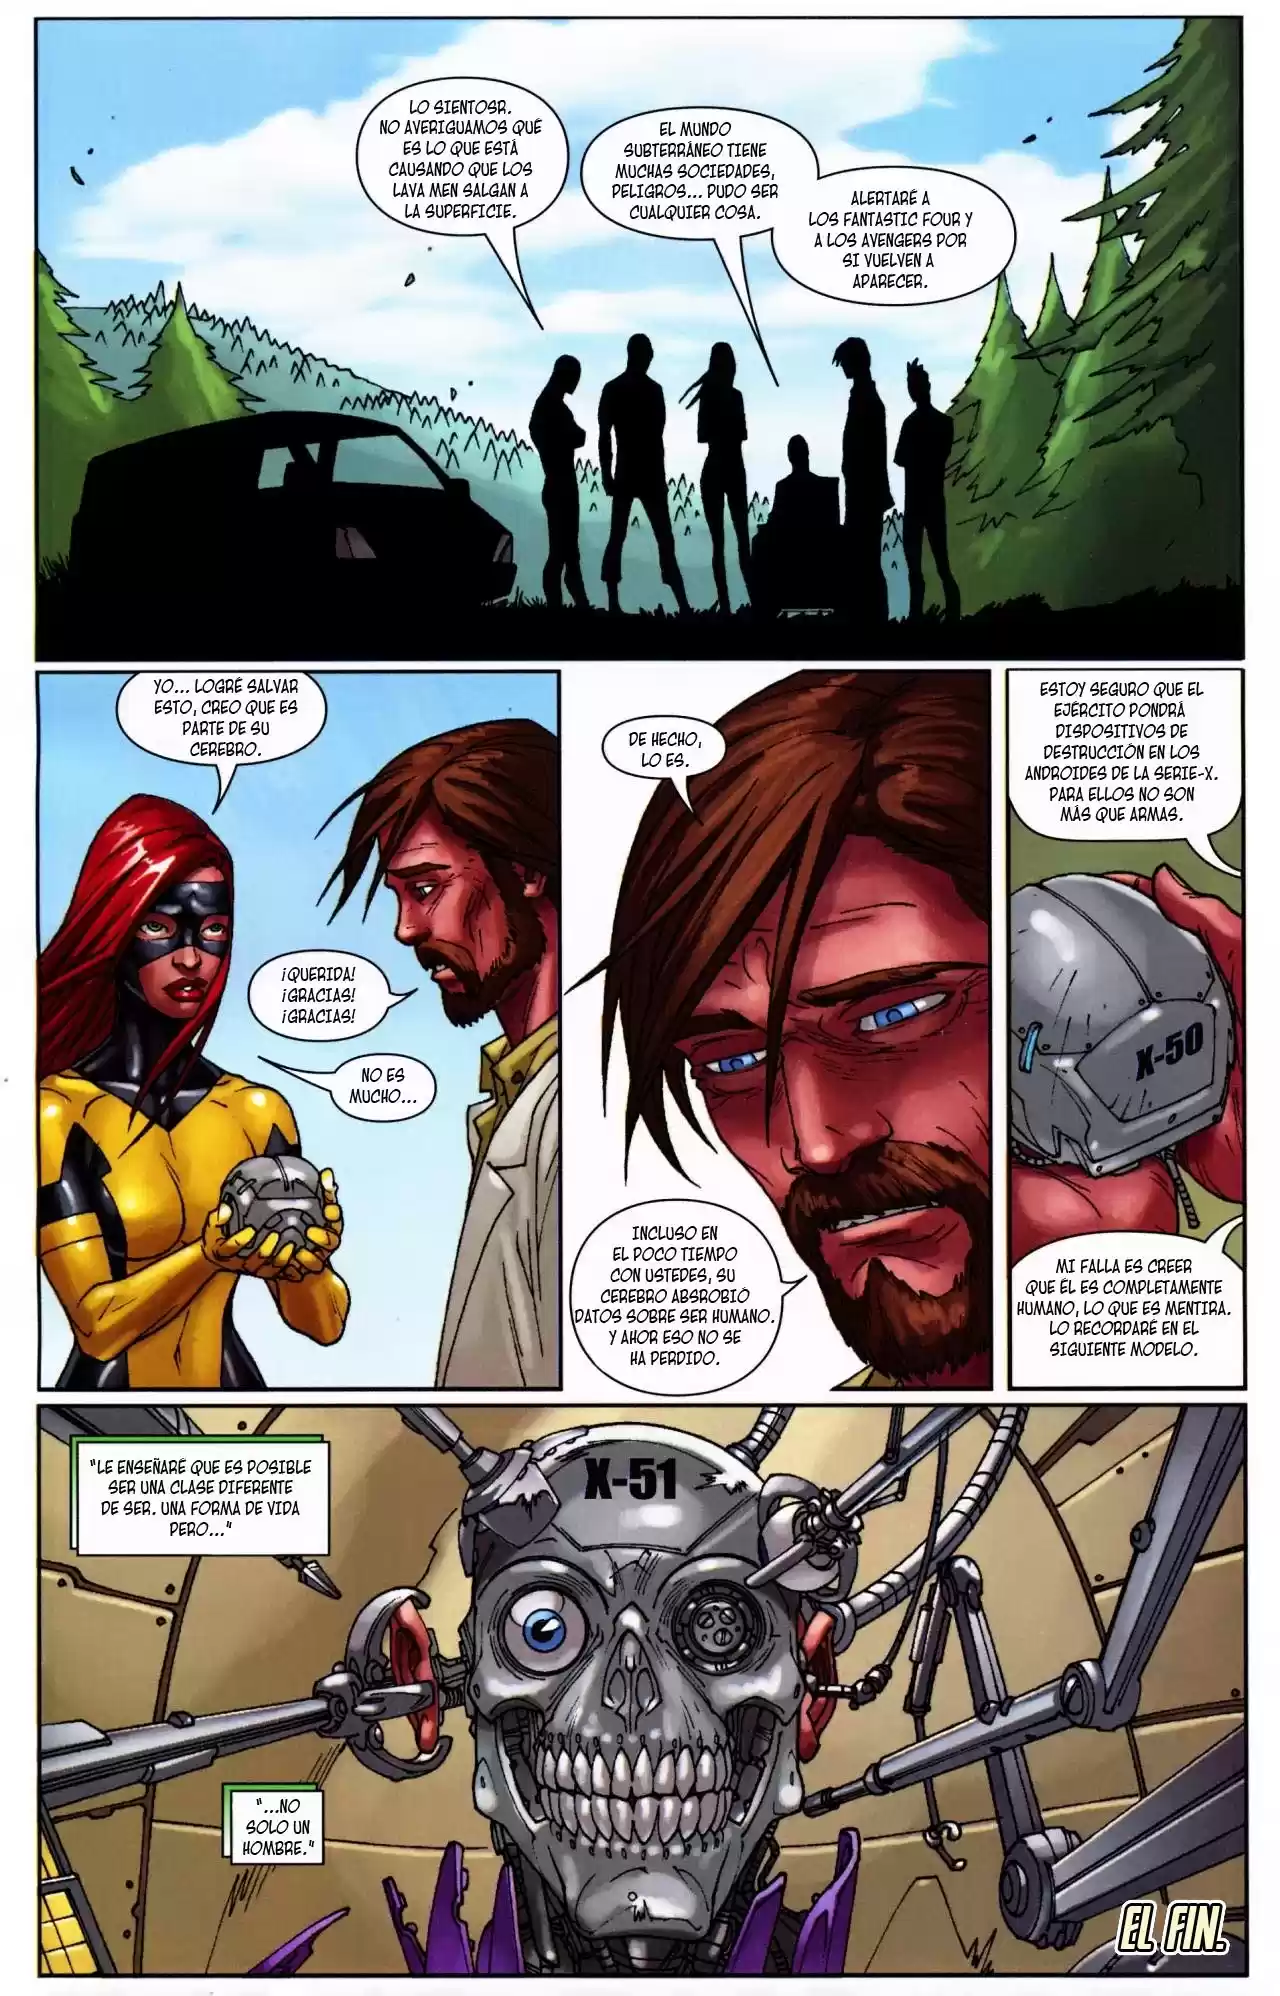 LO SIENTOSR.
NO AVERIGUAMOS QUÉ
ES LO QUE ESTÁ
CAUSANDO QUE LOS
LAVA MEN SALGAN A
LA SUPERFICIE.
EL MUNDO
SUBTERRÁNEO TIENE
MUCHAS SOCIEDADES,
PELIGROS... PUDO SER
CUALQUIER COSA.
ALERTARÉ A
LOS FANTASTIC FOUR Y
A LOS AVENGERS POR
SI VUELVEN A
APARECER.
YO... LOGRÉ SALVAR
ESTO, CREO QUE ES
PARTE DE SU
CEREBRO.
¡QUERIDA!
¡GRACIAS!
¡GRACIAS!
NO ES
MUCHO...
DE HECHO,
LO ES.
INCLUSO EN
EL POCO TIEMPO
CON USTEDES, SU
CEREBRO ABSROBIÓ
DATOS SOBRE SER HUMANO.
Y AHOR ESO NO SE
HA PERDIDO.
ESTOY SEGURO QUE EL
EJÉRCITO PONDRÁ
DISPOSITIVOS DE
DESTRUCCIÓN EN LOS
ANDROIDES DE LA SERIE-X.
PARA ELLOS NO SON
MÁS QUE ARMAS.
X-50
MI FALLA ES CREER
QUE ÉL ES COMPLETAMENTE
HUMANO, LO QUE ES MENTIRA.
LO RECORDARÉ EN EL
SIGUIENTE MODELO.
"LE ENSEÑARÉ QUE ES POSIBLE
SER UNA CLASE DIFERENTE
DE SER. UNA FORMA DE VIDA
PERO..."
X-51
"...NO
SOLO UN
HOMBRE."
EL FIN.